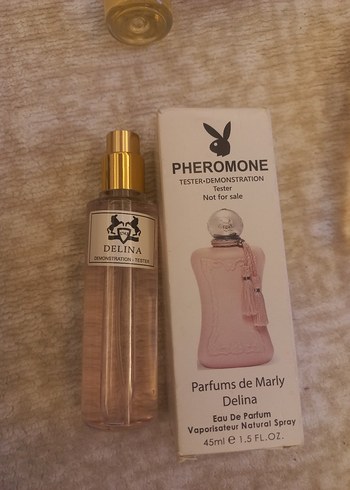 DELINA
DEMONSTRATION - TESTER
PHEROMONE
TESTER•DEMONSTRATION
Tester
Not for sale
Parfums de Marly
Delina
Eau De Parfum
Vaporisateur Natural Spray
45ml e 1.5 FL.OZ.